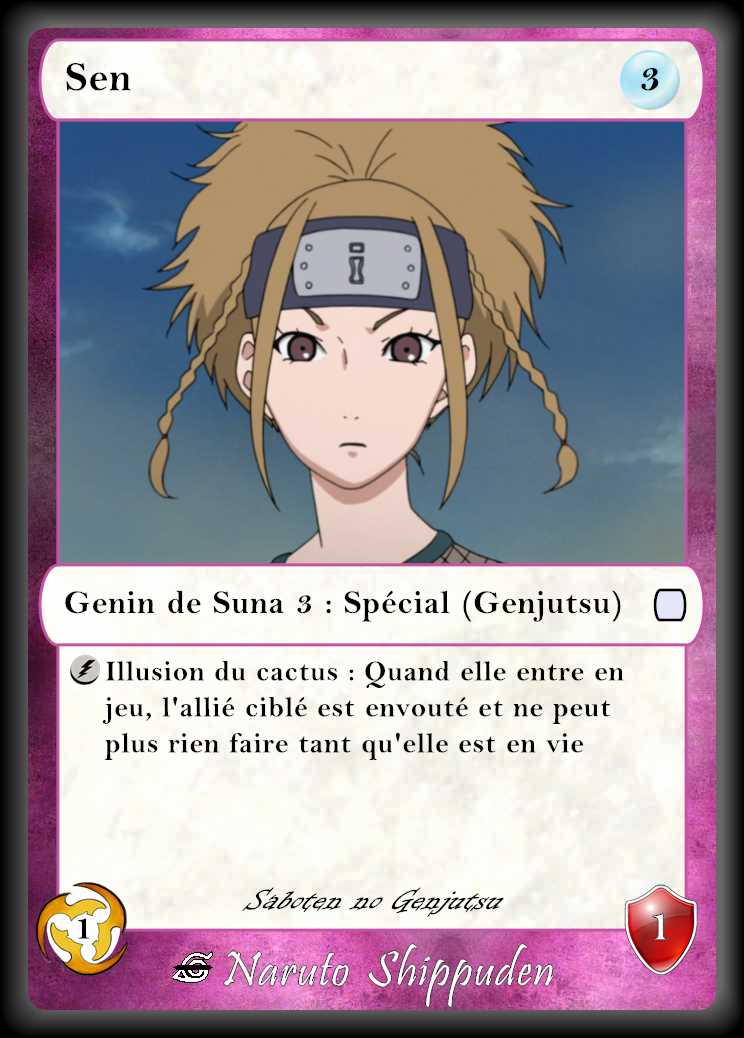 Sen
3
Genin de Suna 3 : Spécial (Genjutsu)
Illusion du cactus : Quand elle entre en
jeu, l'allié ciblé est envouté et ne peut
plus rien faire tant qu'elle est en vie
Saboten no Genjutsu
1
1
Naruto Shippuden